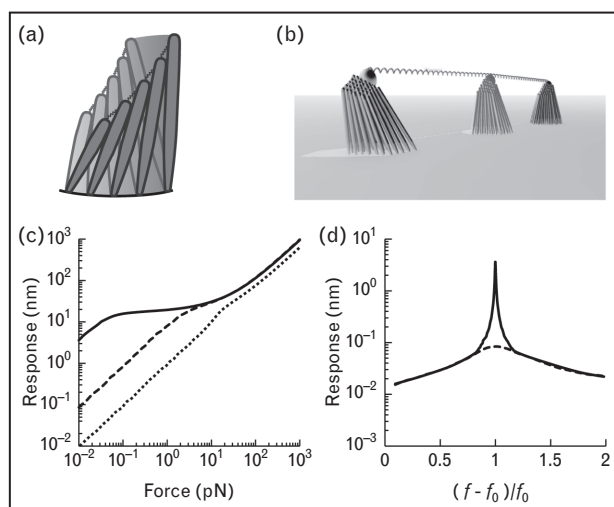 (a)
(b)
(c)
Response (nm)
10³
10²
10¹
10⁰
10⁻¹
10⁻²
10⁻² 10⁻¹ 10⁰ 10¹ 10² 10³
Force (pN)
(d)
Response (nm)
10¹
10⁰
10⁻¹
10⁻²
10⁻³
0 0.5 1 1.5 2
(f - f₀)/f₀